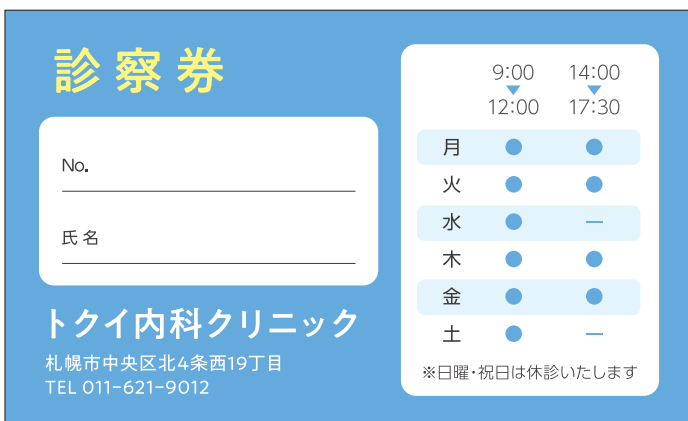 診察券
No.
氏名
トクイ内科クリニック
札幌市中央区北4条西19丁目
TEL 011-621-9012
9:00 14:00
▼ ▼
12:00 17:30
月 ● ●
火 ● ●
水 ● －
木 ● ●
金 ● ●
土 ● －
※日曜・祝日は休診いたします